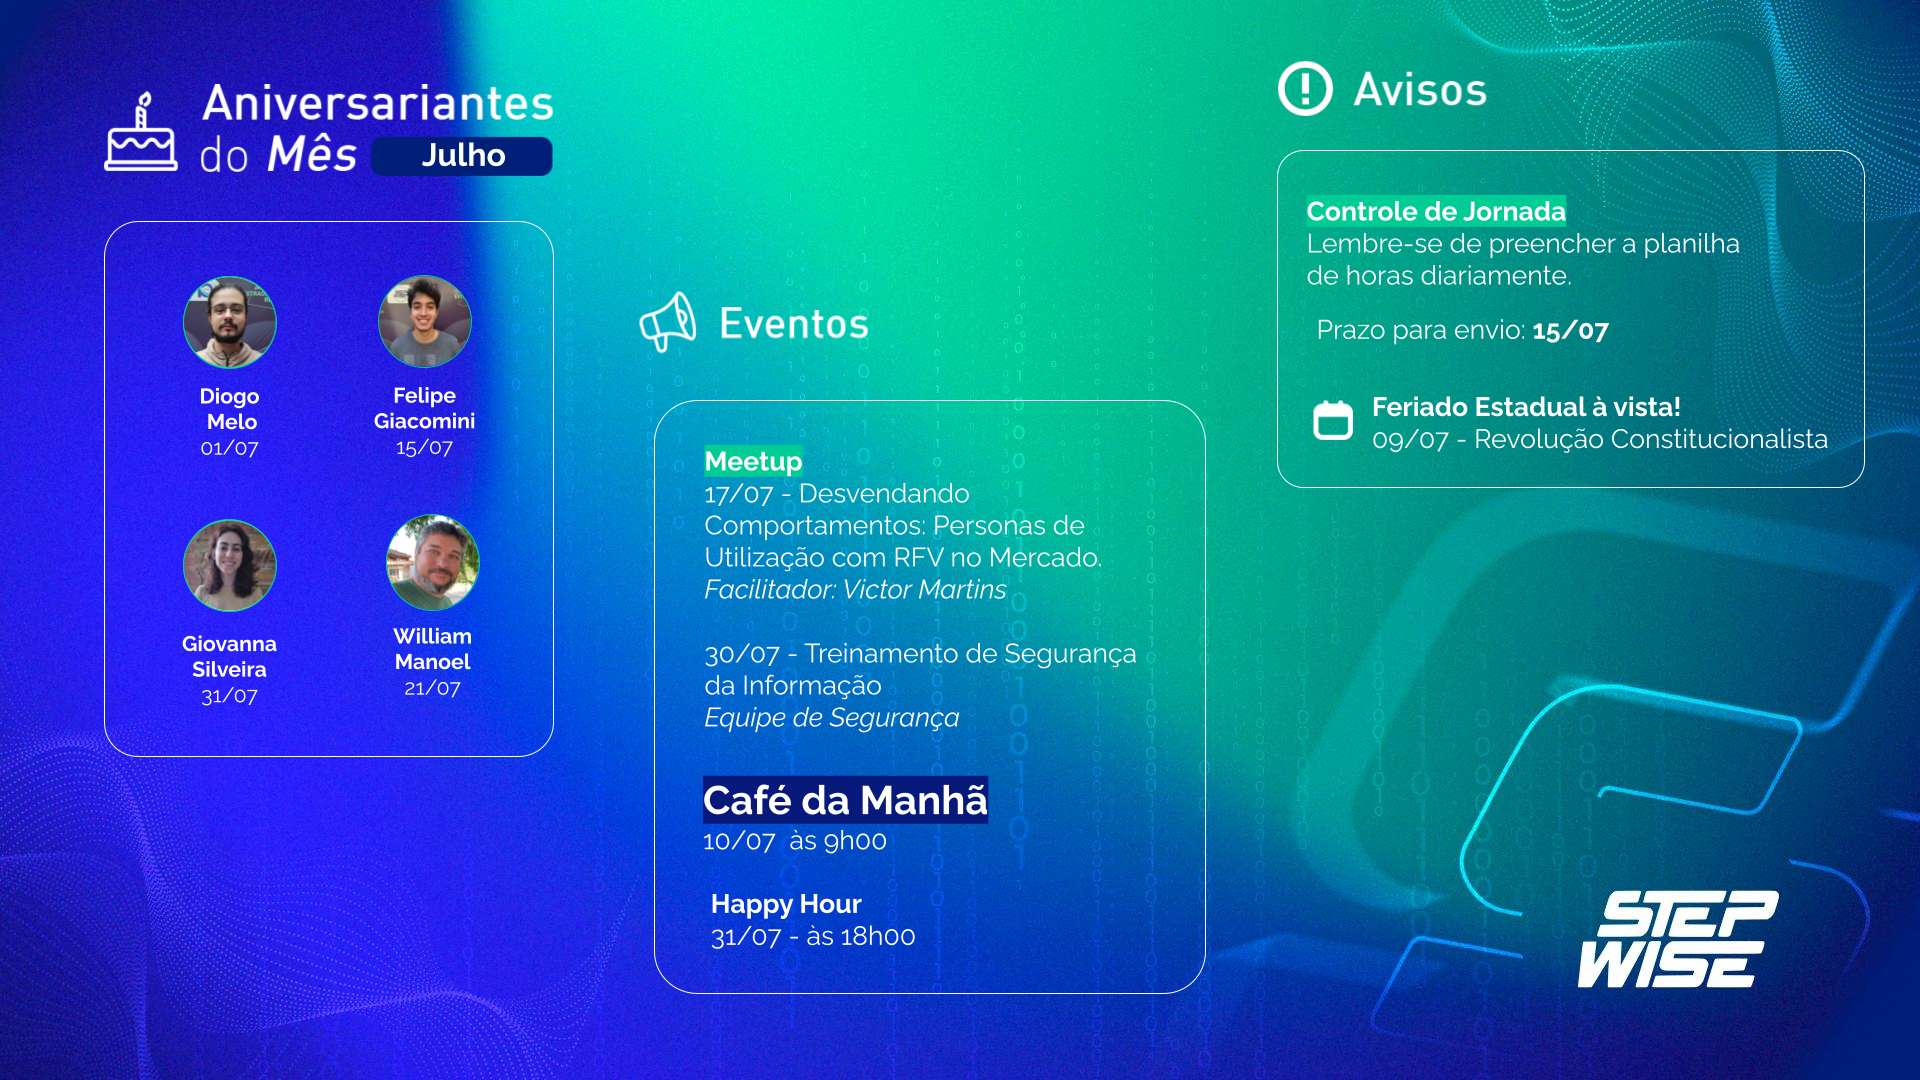 Aniversariantes
do Mês Julho
Diogo
Melo
01/07
Felipe
Giacomini
15/07
Giovanna
Silveira
31/07
William
Manoel
21/07
Eventos
Meetup
17/07 - Desvendando
Comportamentos: Personas de
Utilização com RFV no Mercado.
Facilitador: Victor Martins
30/07 - Treinamento de Segurança
da Informação
Equipe de Segurança
Café da Manhã
10/07 às 9h00
Happy Hour
31/07 - às 18h00
Avisos
Controle de Jornada
Lembre-se de preencher a planilha
de horas diariamente.
Prazo para envio: 15/07
Feriado Estadual à vista!
09/07 - Revolução Constitucionalista
STEP
WISE